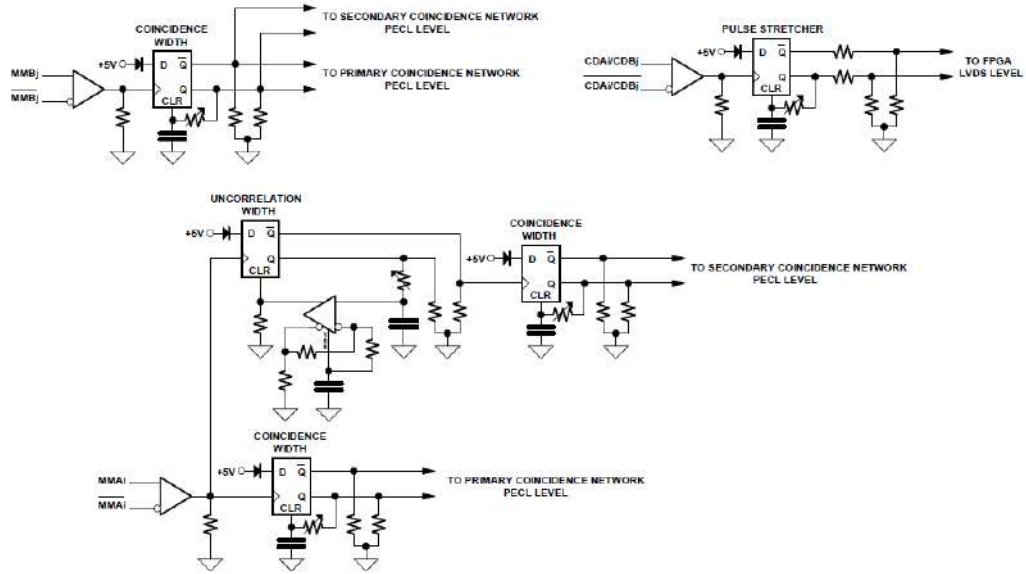 COINCIDENCE
WIDTH
TO SECONDARY COINCIDENCE NETWORK
PECL LEVEL
MMBj
MMBj
+5V
D
Q
Q
CLR
TO PRIMARY COINCIDENCE NETWORK
PECL LEVEL
PULSE STRETCHER
CDAi/CDBj
CDAi/CDBj
+5V
D
Q
Q
CLR
TO FPGA
LVDS LEVEL
UNCORRELATION
WIDTH
+5V
D
Q
Q
CLR
COINCIDENCE
WIDTH
+5V
D
Q
Q
CLR
TO SECONDARY COINCIDENCE NETWORK
PECL LEVEL
COINCIDENCE
WIDTH
MMAi
MMAi
+5V
D
Q
Q
CLR
TO PRIMARY COINCIDENCE NETWORK
PECL LEVEL